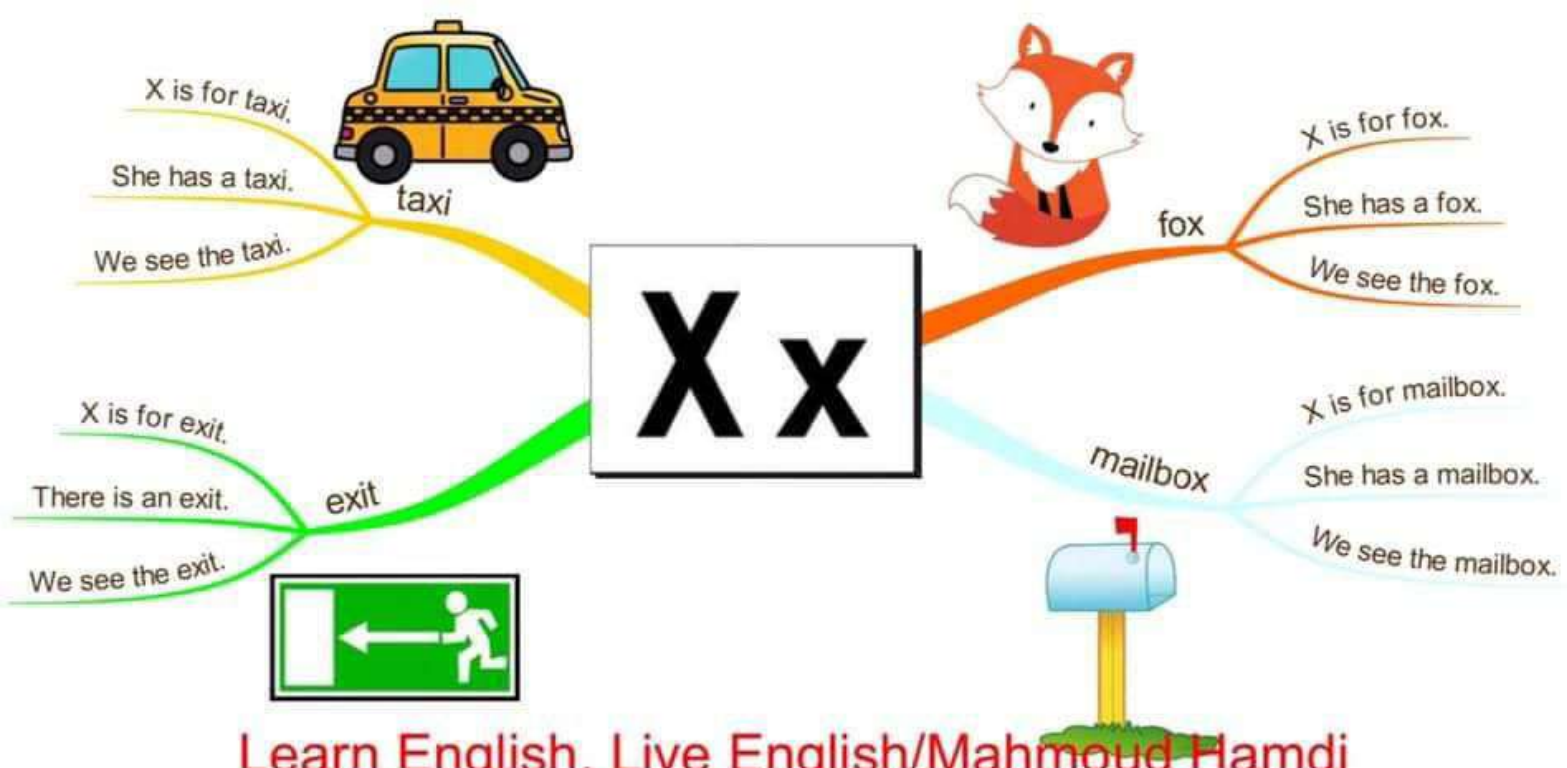 X is for taxi.
She has a taxi.
We see the taxi.
taxi
X is for exit.
There is an exit.
We see the exit.
exit
X x
fox
X is for fox.
She has a fox.
We see the fox.
mailbox
X is for mailbox.
She has a mailbox.
We see the mailbox.
Learn English, Live English/Mahmoud Hamdi